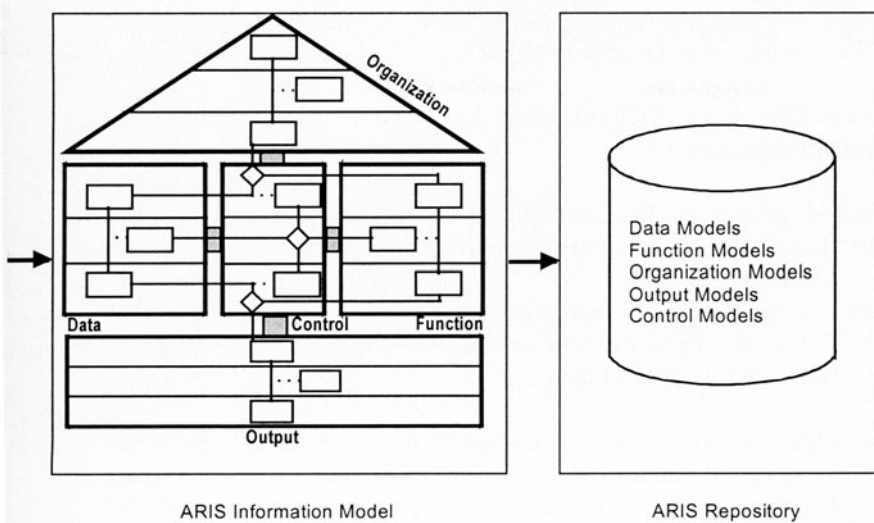 Organization
Data
Control
Function
Output
Data Models
Function Models
Organization Models
Output Models
Control Models
ARIS Information Model
ARIS Repository